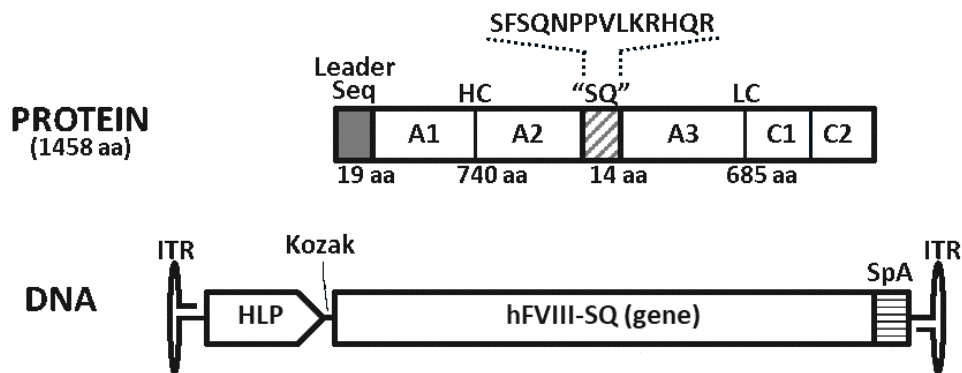 SFSQNPPVLKRHQR
Leader
Seq
HC
“SQ”
LC
PROTEIN
(1458 aa)
A1
A2
A3
C1
C2
19 aa
740 aa
14 aa
685 aa
ITR
Kozak
ITR
SpA
DNA
HLP
hFVIII-SQ (gene)